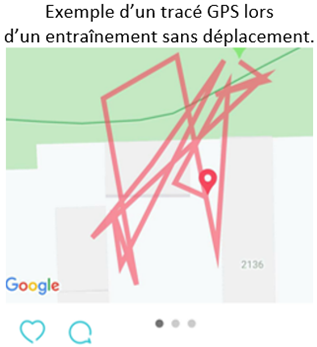 Exemple d’un tracé GPS lors
d’un entraînement sans déplacement.
2136
Google